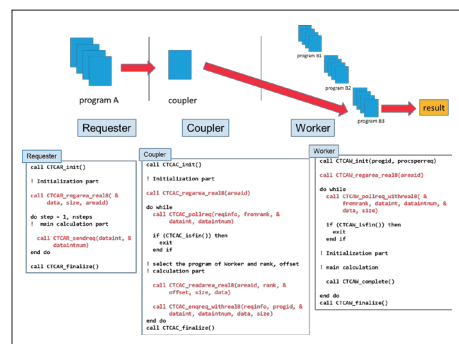 program A
coupler
program B1
program B2
program B3
result
Requester
Coupler
Worker
Requester
call CTCAR_init()
! Initialization part
call CTCAR_regarea_real8( &
data, size, areaid)
do step = 1, nsteps
! main calculation part
call CTCAR_sendreq(dataint, &
dataintnum)
end do
call CTCAR_finalize()
Coupler
call CTCAC_init()
! Initialization part
call CTCAC_regarea_real8(areaid)
do while
call CTCAC_pollreq(reqinfo, fromrank, &
dataint, dataintnum)
if (CTCAC_isfin()) then
exit
end if
! select the program of Worker and rank, offset
! calculation part
call CTCAC_readarea_real8(areaid, rank, &
offset, size, data)
call CTCAC_enqreq_withreal8(reqinfo, progid, &
dataint, dataintnum, data, size)
end do
call CTCAC_finalize()
Worker
call CTCAW_init(progid, procsperreq)
call CTCAW_regarea_real8(areaid)
do while
call CTCAW_pollreq_withreal8( &
fromrank, dataint, dataintnum, &
data, size)
if (CTCAW_isfin()) then
exit
end if
! Initialization part
! main calculation
call CTCAW_complete()
end do
call CTCAW_finalize()